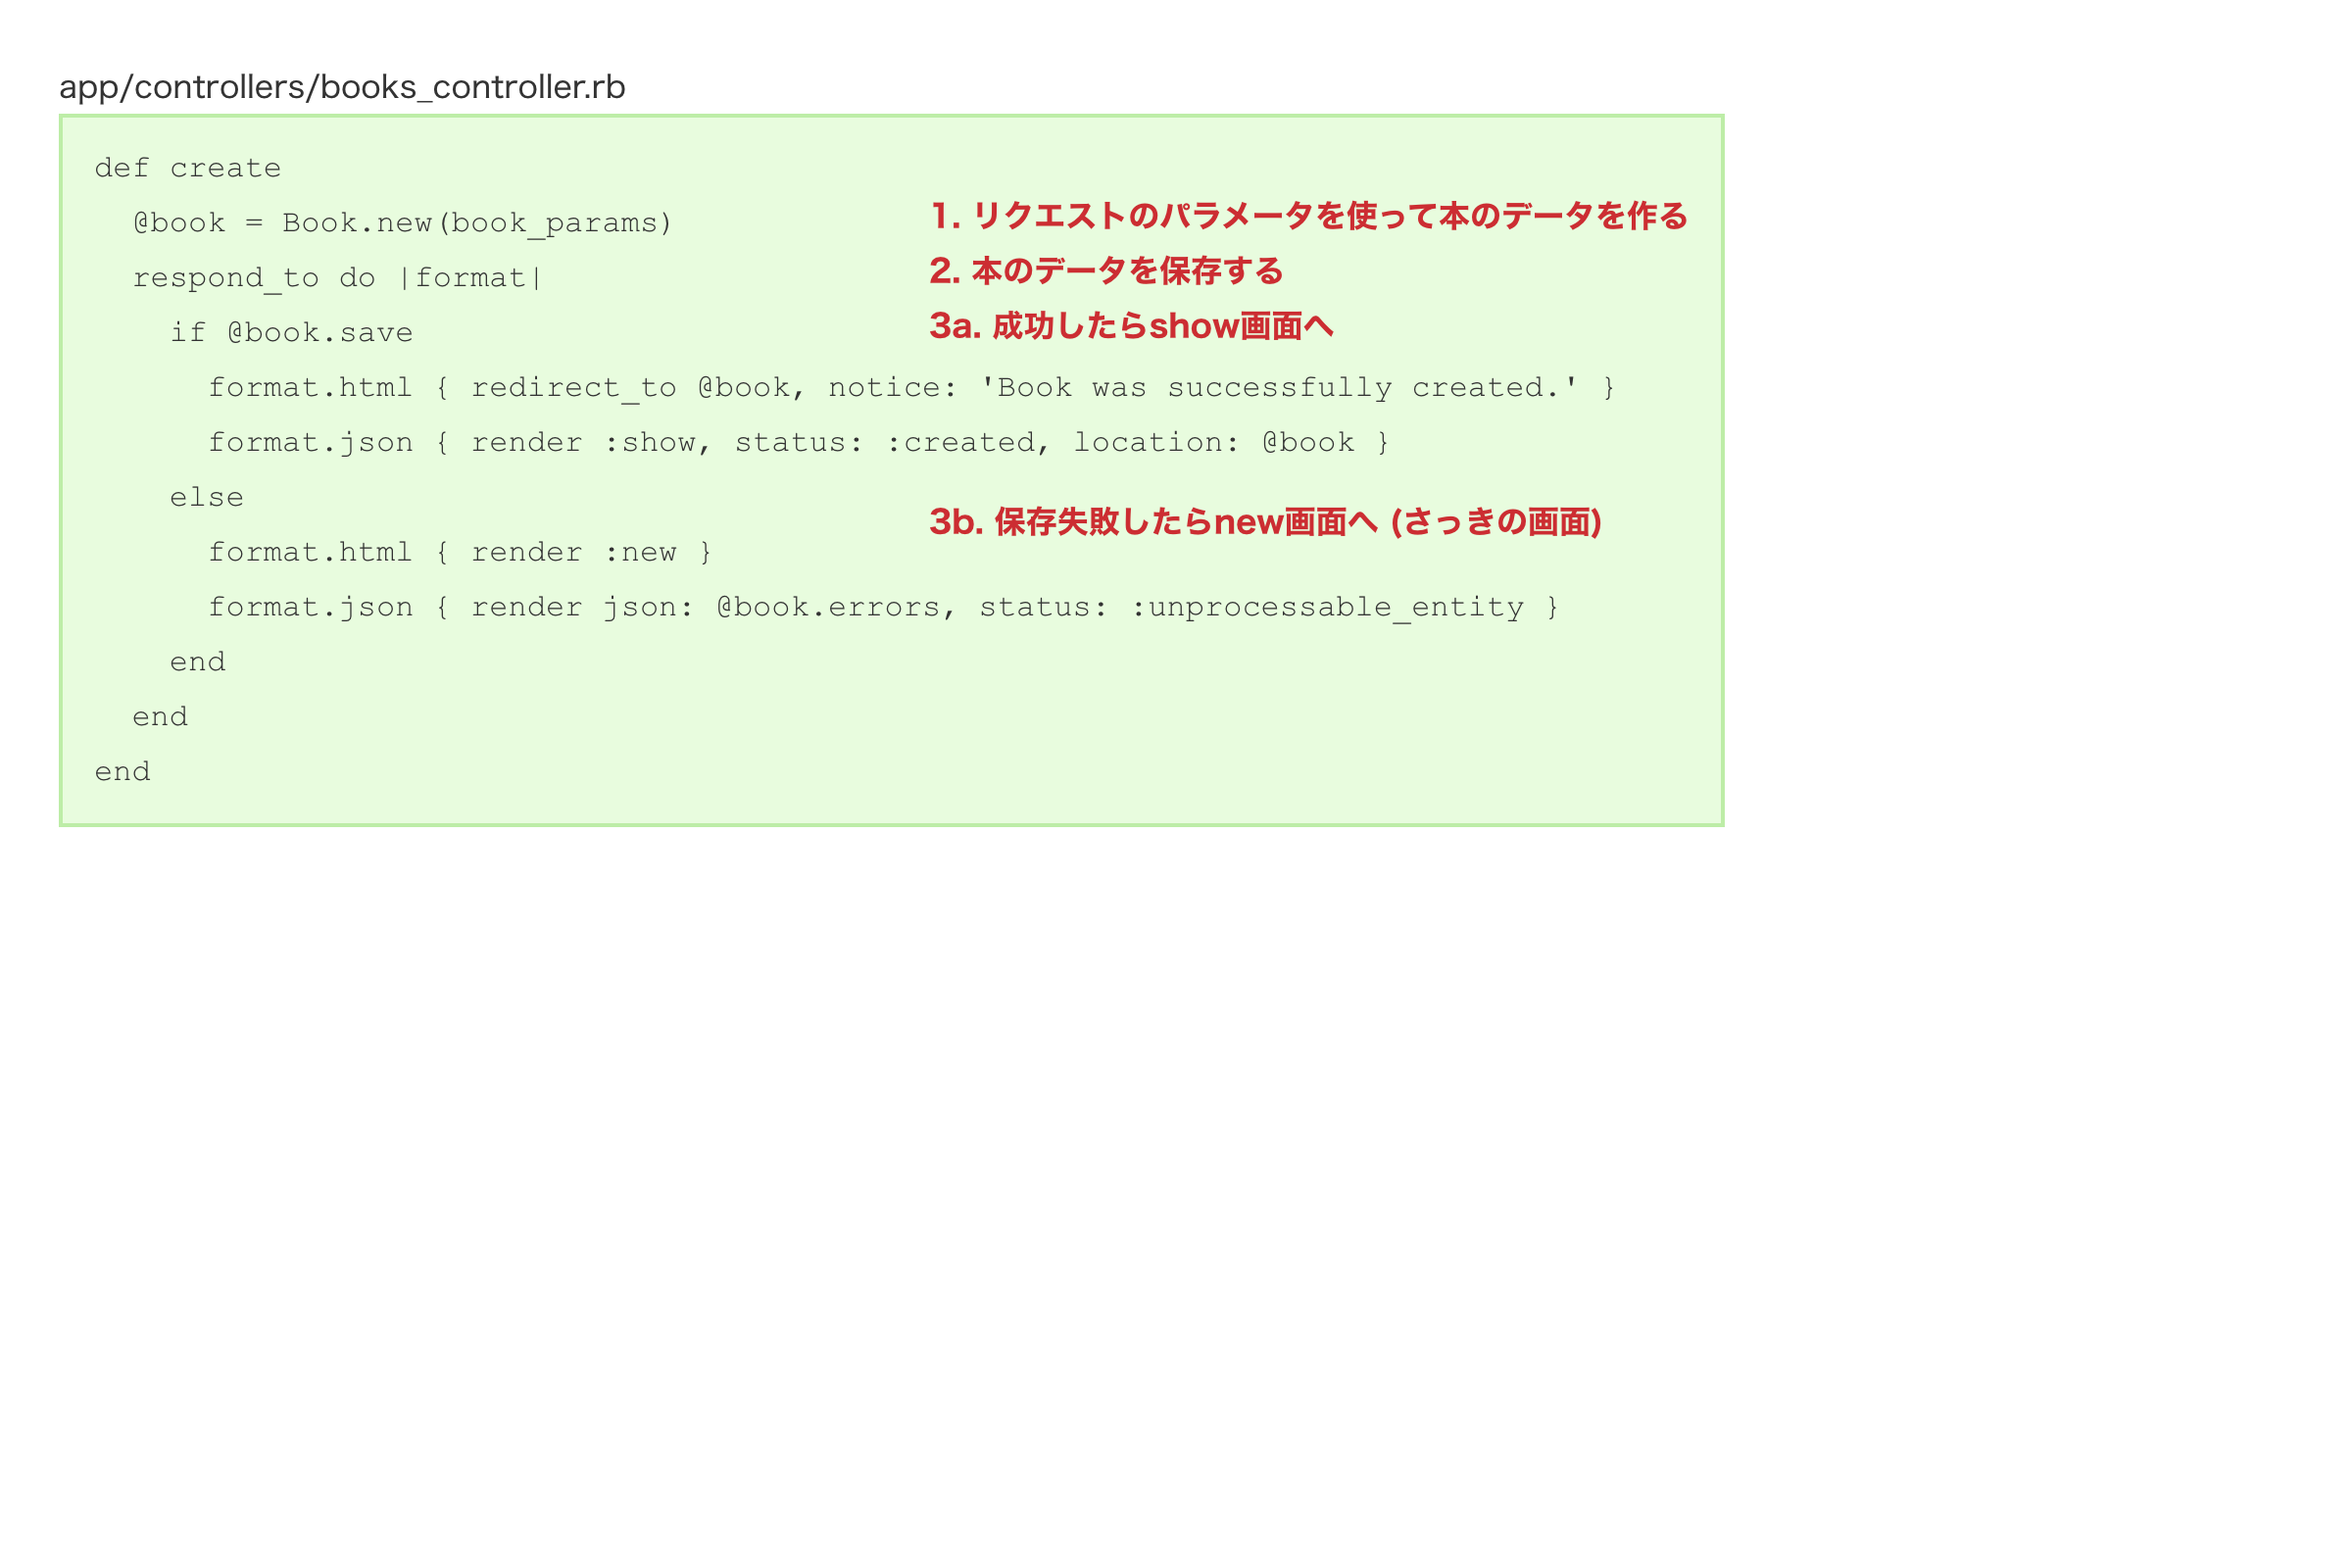 app/controllers/books_controller.rb
def create
@book = Book.new(book_params)
1. リクエストのパラメータを使って本のデータを作る
respond_to do |format|
2. 本のデータを保存する
if @book.save
3a. 成功したらshow画面へ
format.html { redirect_to @book, notice: 'Book was successfully created.' }
format.json { render :show, status: :created, location: @book }
else
3b. 保存失敗したらnew画面へ (さっきの画面)
format.html { render :new }
format.json { render json: @book.errors, status: :unprocessable_entity }
end
end
end